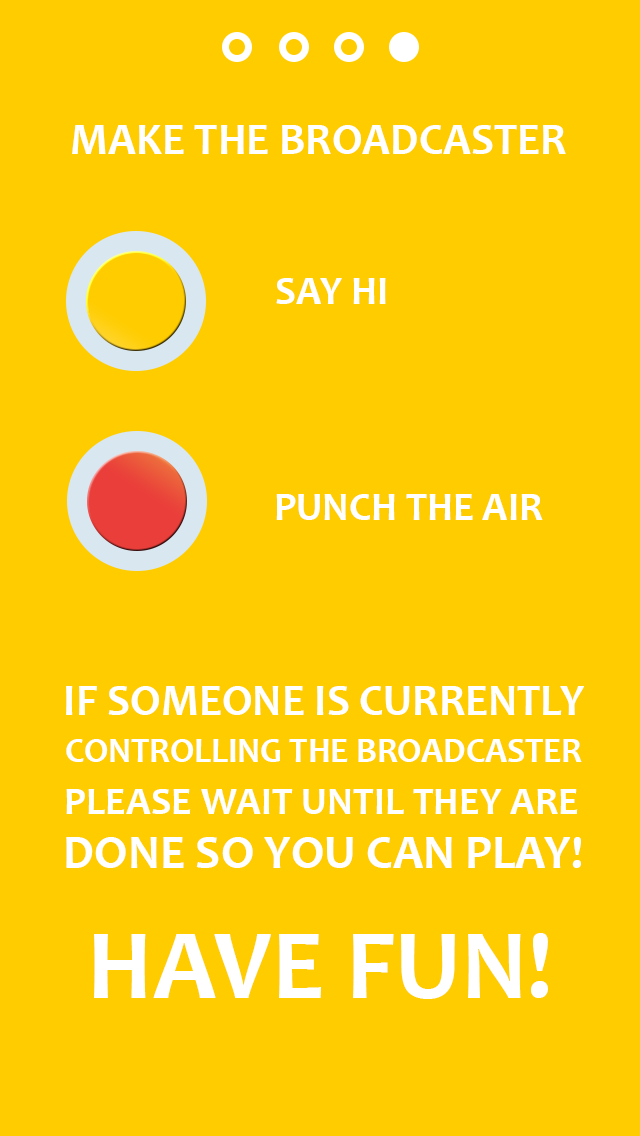 MAKE THE BROADCASTER
SAY HI
PUNCH THE AIR
IF SOMEONE IS CURRENTLY
CONTROLLING THE BROADCASTER
PLEASE WAIT UNTIL THEY ARE
DONE SO YOU CAN PLAY!
HAVE FUN!